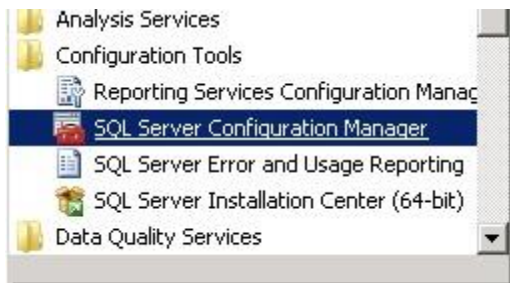 Analysis Services
Configuration Tools
Reporting Services Configuration Manag
SQL Server Configuration Manager
SQL Server Error and Usage Reporting
SQL Server Installation Center (64-bit)
Data Quality Services